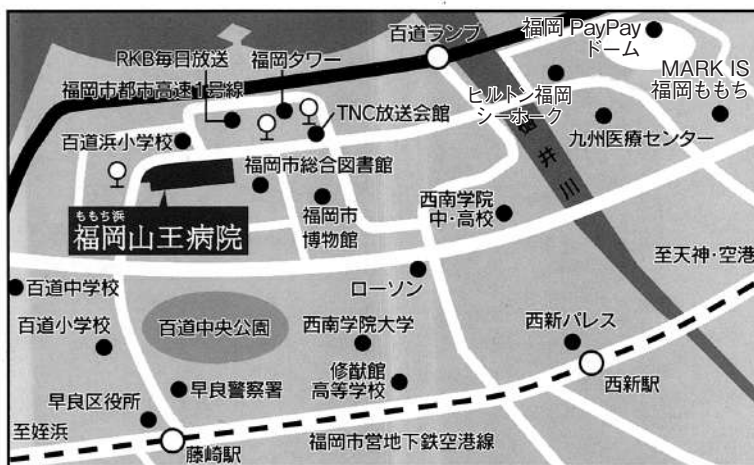 百道ランプ
福岡 PayPay
ドーム
RKB毎日放送
福岡タワー
MARK IS
福岡ももち
福岡市都市高速1号線
ヒルトン福岡
シーホーク
TNC放送会館
九州医療センター
百道浜小学校
福岡市総合図書館
井川
ももち浜
福岡山王病院
福岡市
博物館
西南学院
中・高校
至天神・空港
百道中学校
ローソン
百道小学校
百道中央公園
西南学院大学
西新パレス
修猷館
高等学校
西新駅
早良区役所
早良警察署
至姪浜
藤崎駅
福岡市営地下鉄空港線